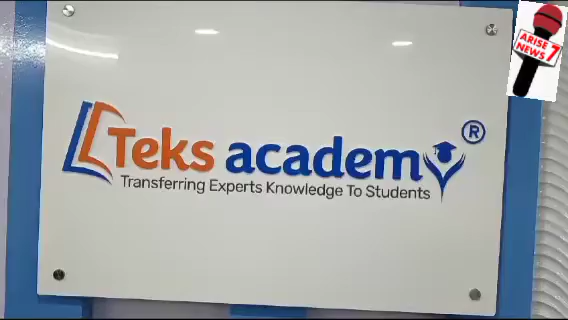 Teks academy ®
Transferring Experts Knowledge To Students
ARISE
NEWS 7